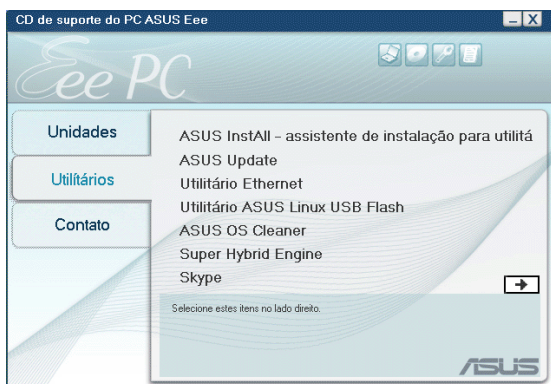 CD de suporte do PC ASUS Eee
Eee PC
Unidades
Utilitários
Contato
ASUS InstAll – assistente de instalação para utilitá
ASUS Update
Utilitário Ethernet
Utilitário ASUS Linux USB Flash
ASUS OS Cleaner
Super Hybrid Engine
Skype
Selecione estes itens no lado direito.
ASUS